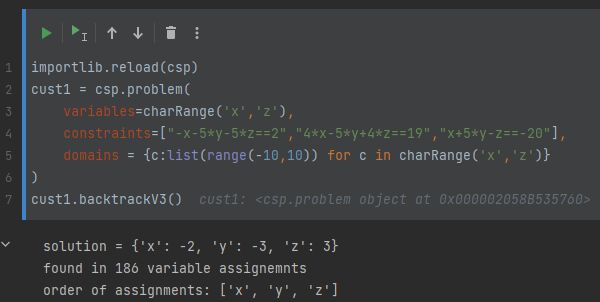 1 importlib.reload(csp)
2 cust1 = csp.problem(
3 variables=charRange('x','z'),
4 constraints=["-x-5*y-5*z==2","4*x-5*y+4*z==19","x+5*y-z==-20"],
5 domains = {c:list(range(-10,10)) for c in charRange('x','z')}
6 )
7 cust1.backtrackV3() cust1: <csp.problem object at 0x000002058B535760>
solution = {'x': -2, 'y': -3, 'z': 3}
found in 186 variable assignemnts
order of assignments: ['x', 'y', 'z']